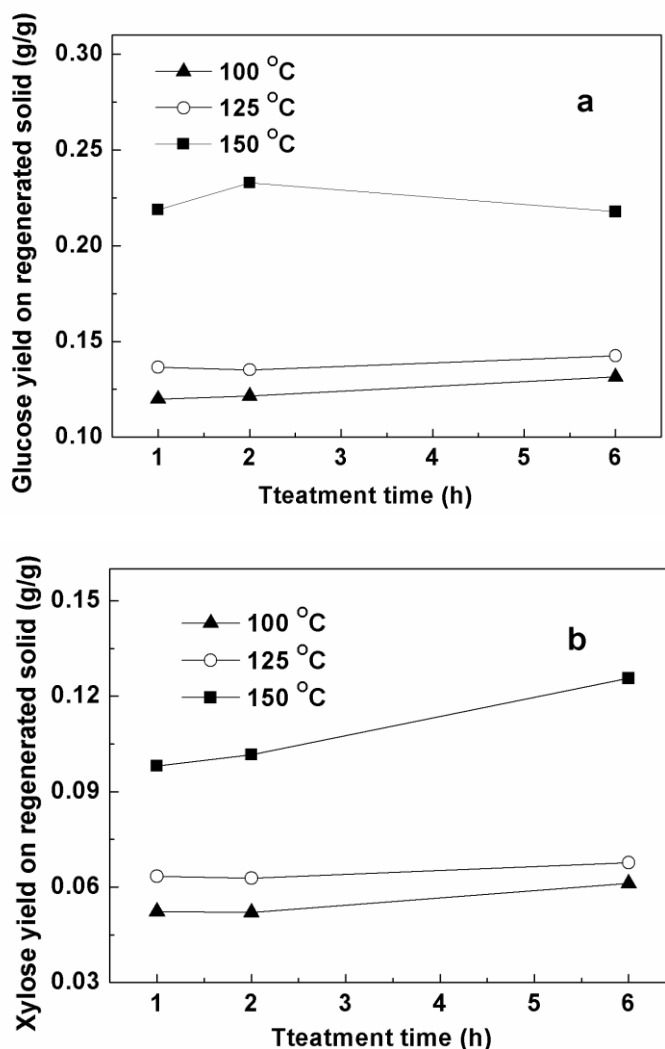 Glucose yield on regenerated solid (g/g)
0.30
0.25
0.20
0.15
0.10
100 °C
125 °C
150 °C
a
1 2 3 4 5 6
Tteatment time (h)
Xylose yield on regenerated solid (g/g)
0.15
0.12
0.09
0.06
0.03
100 °C
125 °C
150 °C
b
1 2 3 4 5 6
Tteatment time (h)